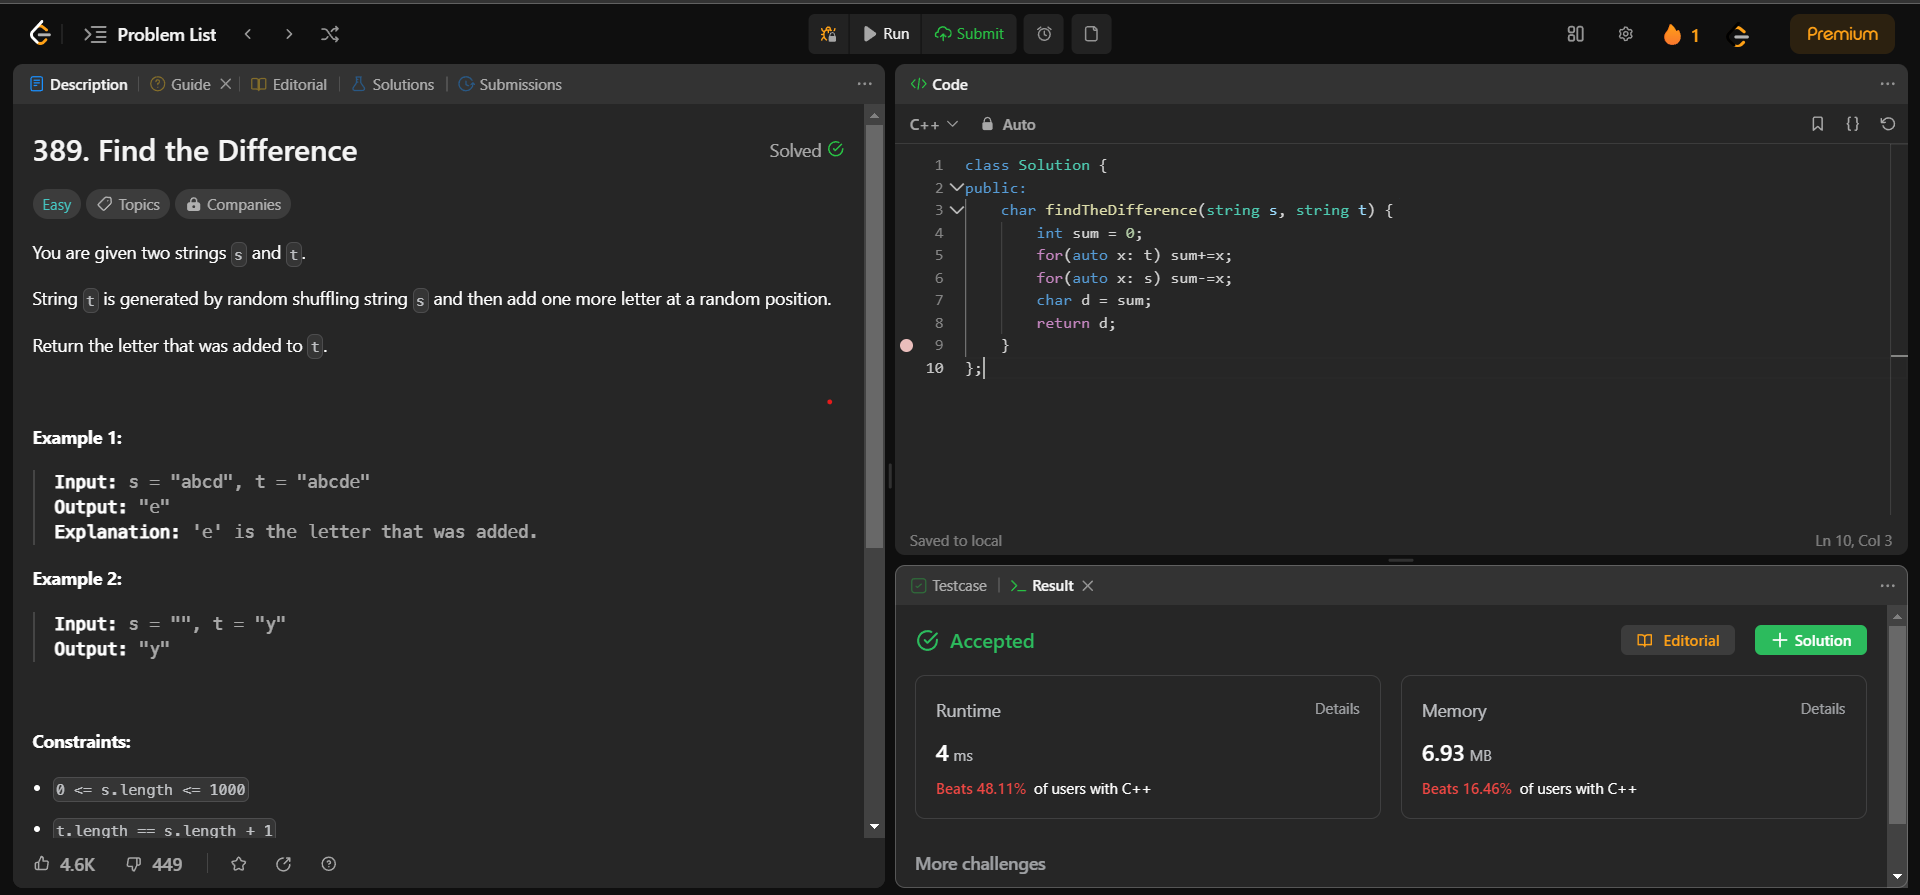 Problem List
Run
Submit
1
Premium
Description
Guide
Editorial
Solutions
Submissions
389. Find the Difference
Solved
Easy
Topics
Companies
You are given two strings s and t.
String t is generated by random shuffling string s and then add one more letter at a random position.
Return the letter that was added to t.
Example 1:
Input: s = "abcd", t = "abcde"
Output: "e"
Explanation: 'e' is the letter that was added.
Example 2:
Input: s = "", t = "y"
Output: "y"
Constraints:
• 0 <= s.length <= 1000
• t.length == s.length + 1
4.6K
449
</> Code
C++
Auto
{}
1 class Solution {
2 public:
3 char findTheDifference(string s, string t) {
4 int sum = 0;
5 for(auto x: t) sum+=x;
6 for(auto x: s) sum-=x;
7 char d = sum;
8 return d;
9 }
10 };
Saved to local
Ln 10, Col 3
Testcase
>_ Result
Accepted
Editorial
+ Solution
Runtime
Details
4 ms
Beats 48.11% of users with C++
Memory
Details
6.93 MB
Beats 16.46% of users with C++
More challenges